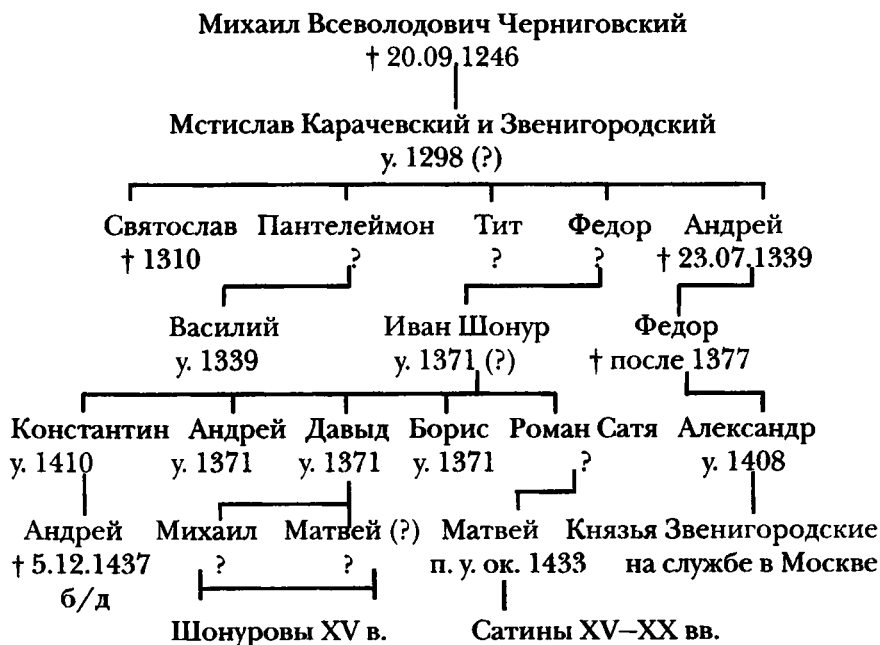 Михаил Всеволодович Черниговский
† 20.09.1246
Мстислав Карачевский и Звенигородский
у. 1298 (?)
Святослав Пантелеймон Тит Федор Андрей
† 1310 ? ? ? † 23.07.1339
Василий Иван Шонур Федор
у. 1339 у. 1371 (?) † после 1377
Константин Андрей Давыд Борис Роман Сатя Александр
у. 1410 у. 1371 у. 1371 у. 1371 ? у. 1408
Андрей Михаил Матвей (?) Матвей Князья Звенигородские
† 5.12.1437 ? ? п. у. ок. 1433 на службе в Москве
б/д
Шонуровы XV в. Сатины XV–XX вв.